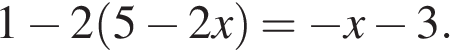 1 − 2(5 − 2x) = −x − 3.